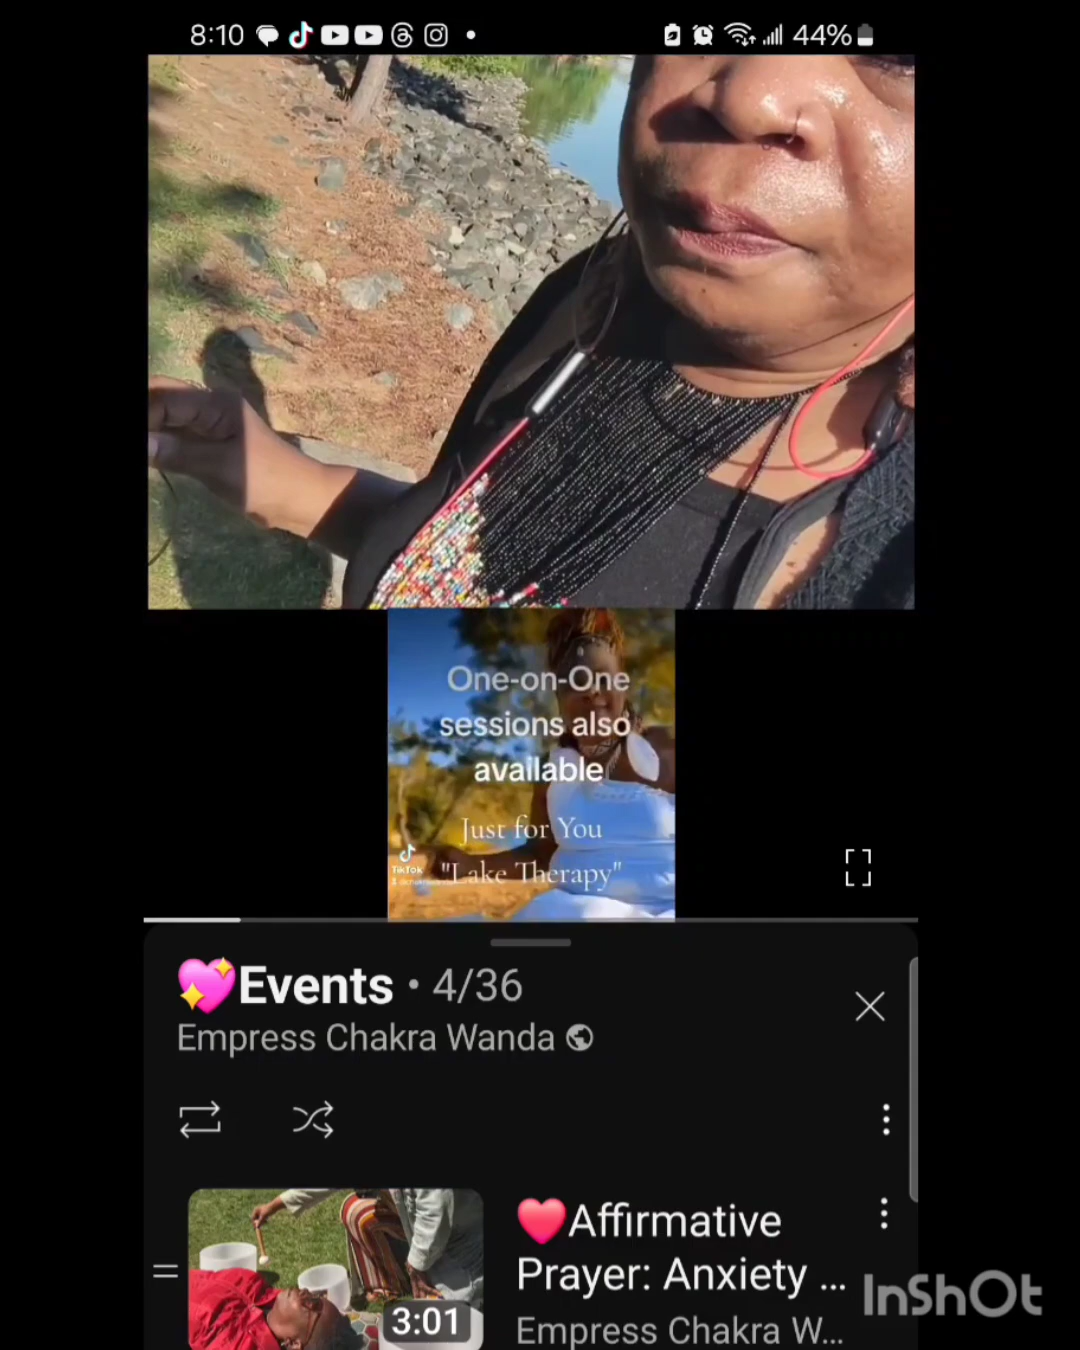 8:10
44%
One-on-One
sessions also
available
Just for You
"Lake Therapy"
TikTok
💖Events • 4/36
Empress Chakra Wanda
❤️Affirmative
Prayer: Anxiety ...
3:01
Empress Chakra W...
InShOt